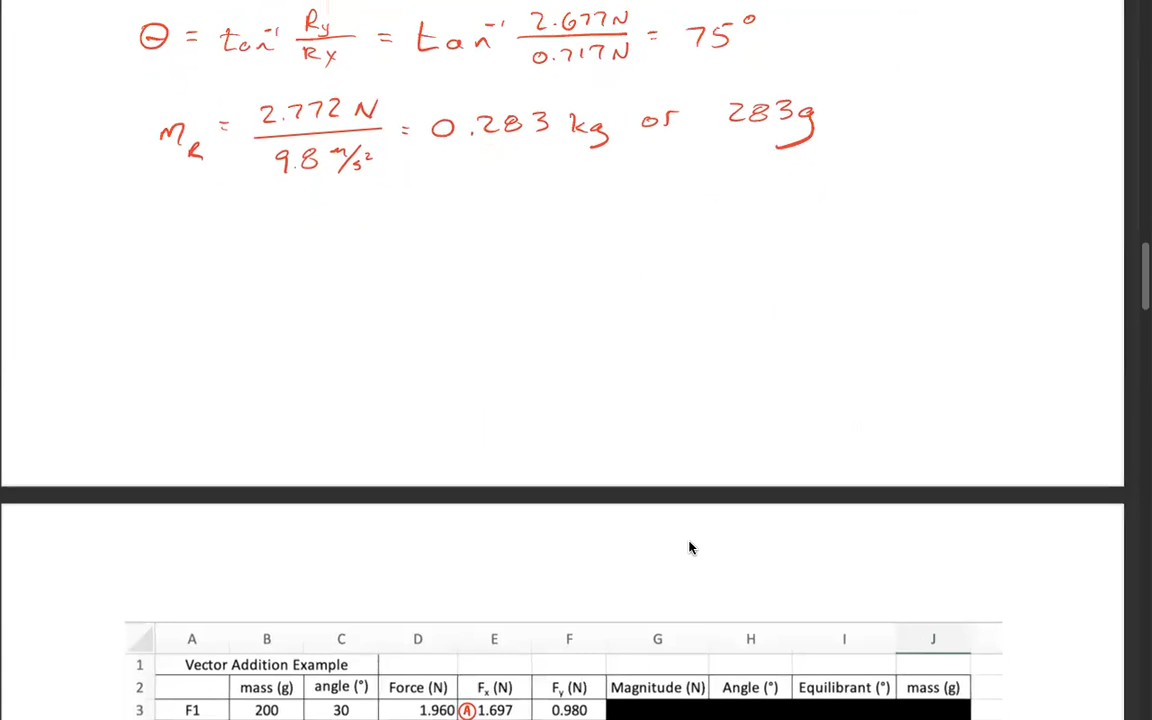 Θ = tan⁻¹ Ry/Rx = tan⁻¹ 2.677N/0.717N = 75°
m_R = 2.772 N / 9.8 m/s² = 0.283 kg or 283g
A B C D E F G H I J
1 Vector Addition Example
2 mass (g) angle (°) Force (N) Fₓ (N) Fᵧ (N) Magnitude (N) Angle (°) Equilibrant (°) mass (g)
3 F1 200 30 1.960 A 1.697 0.980